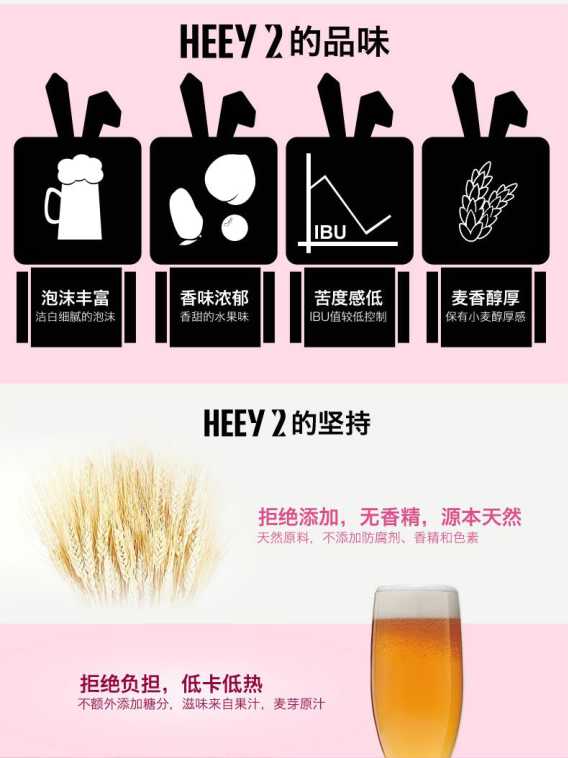 HEEY 2的品味
IBU
泡沫丰富
洁白细腻的泡沫
香味浓郁
香甜的水果味
苦度感低
IBU值较低控制
麦香醇厚
保有小麦醇厚感
HEEY 2的坚持
拒绝添加，无香精，源本天然
天然原料，不添加防腐剂、香精和色素
拒绝负担，低卡低热
不额外添加糖分，滋味来自果汁，麦芽原汁